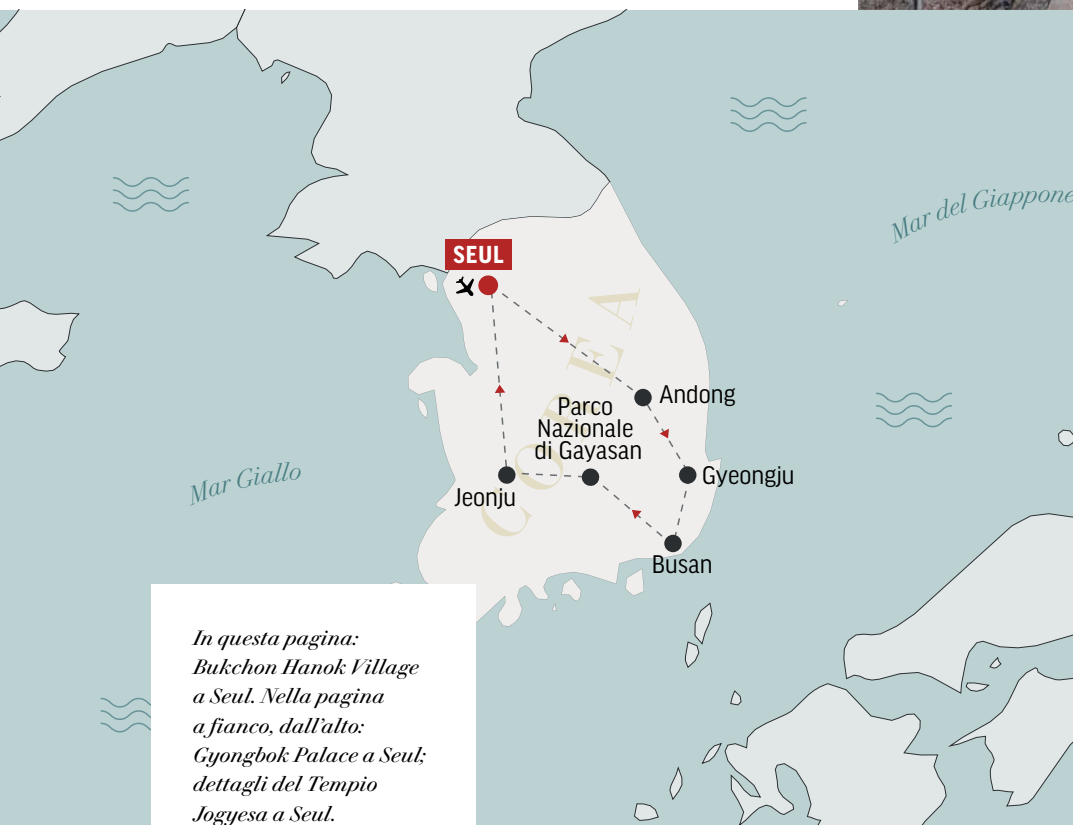 Mar del Giappone
SEUL
COREA
Andong
Parco
Nazionale
di Gayasan
Mar Giallo
Jeonju
Gyeongju
Busan
In questa pagina:
Bukchon Hanok Village
a Seul. Nella pagina
a fianco, dall’alto:
Gyongbok Palace a Seul;
dettagli del Tempio
Jogyesa a Seul.